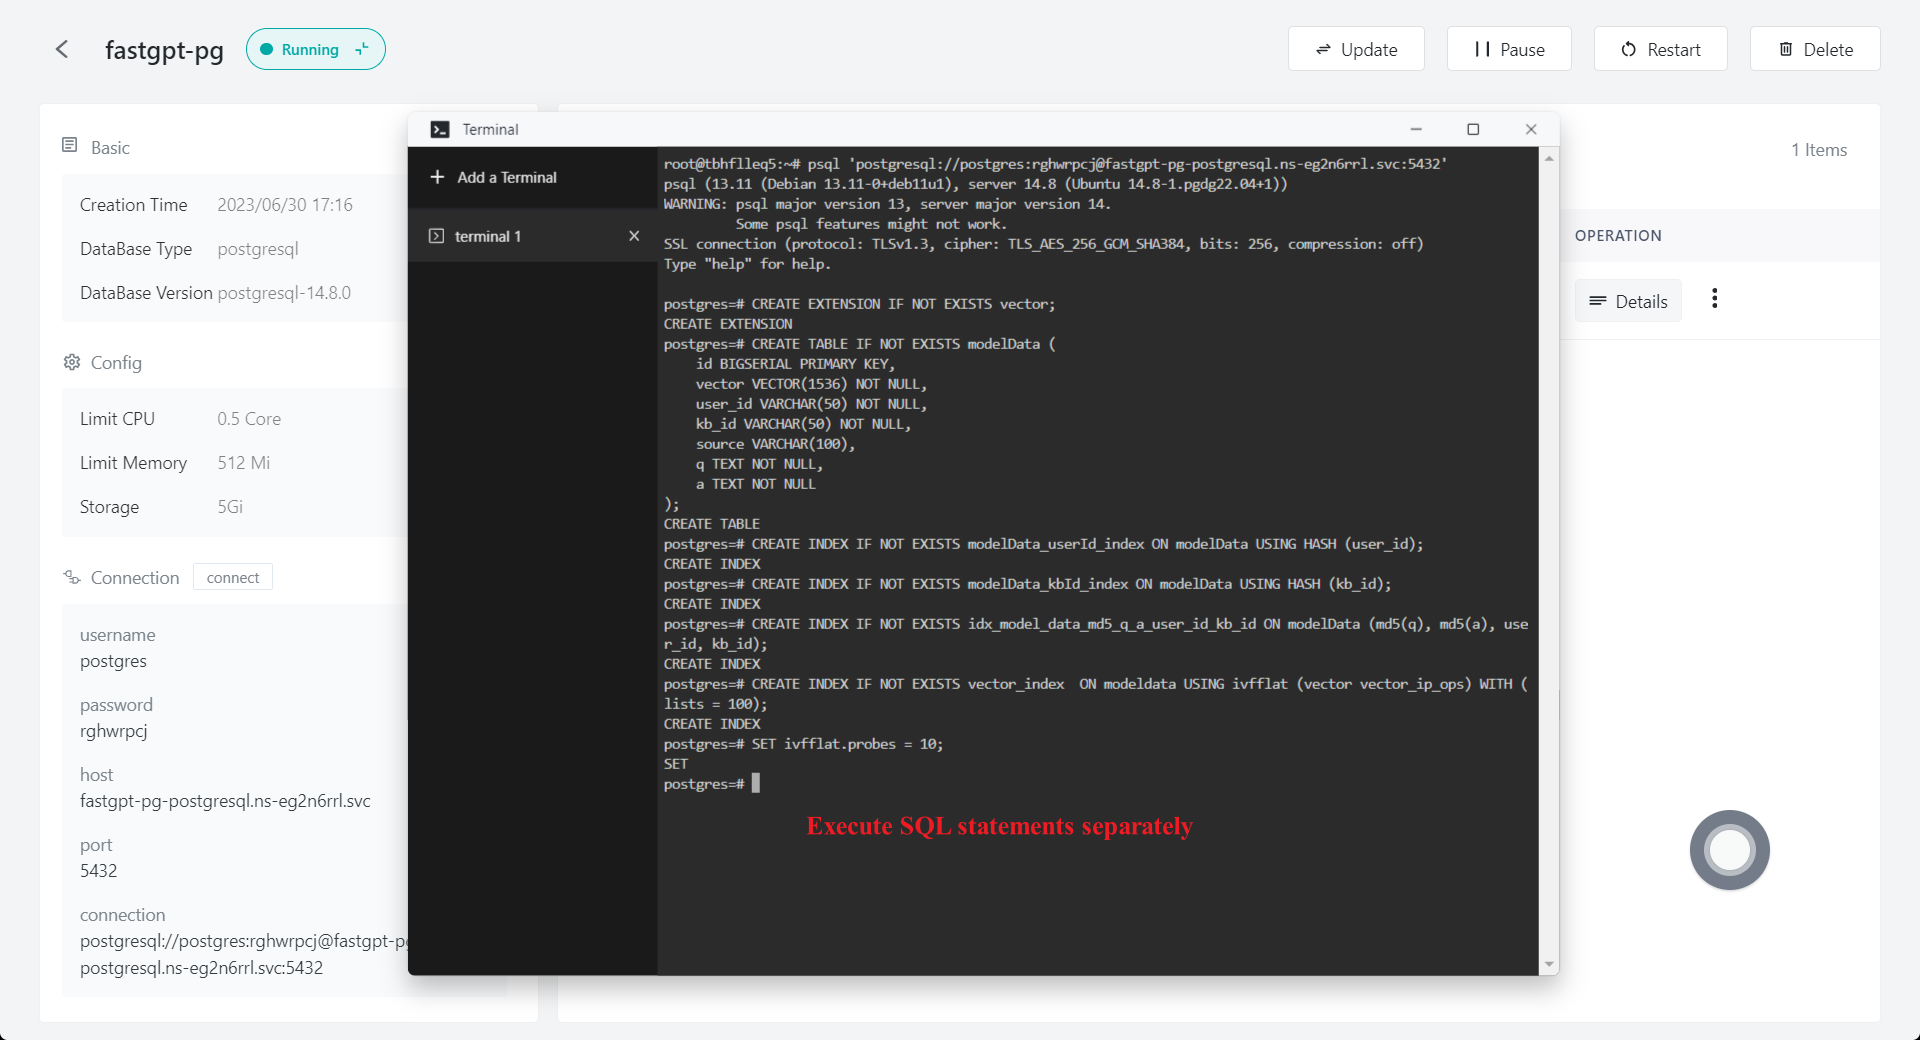 fastgpt-pg
Running
Update
Pause
Restart
Delete
Basic
Creation Time 2023/06/30 17:16
DataBase Type postgresql
DataBase Version postgresql-14.8.0
Config
Limit CPU 0.5 Core
Limit Memory 512 Mi
Storage 5Gi
Connection connect
username
postgres
password
rghwrpcj
host
fastgpt-pg-postgresql.ns-eg2n6rrl.svc
port
5432
connection
postgresql://postgres:rghwrpcj@fastgpt-pg-
postgresql.ns-eg2n6rrl.svc:5432
Terminal
Add a Terminal
terminal 1
root@tbhflleq5:~# psql 'postgresql://postgres:rghwrpcj@fastgpt-pg-postgresql.ns-eg2n6rrl.svc:5432'
psql (13.11 (Debian 13.11-0+deb11u1), server 14.8 (Ubuntu 14.8-1.pgdg22.04+1))
WARNING: psql major version 13, server major version 14.
Some psql features might not work.
SSL connection (protocol: TLSv1.3, cipher: TLS_AES_256_GCM_SHA384, bits: 256, compression: off)
Type "help" for help.
postgres=# CREATE EXTENSION IF NOT EXISTS vector;
CREATE EXTENSION
postgres=# CREATE TABLE IF NOT EXISTS modelData (
id BIGSERIAL PRIMARY KEY,
vector VECTOR(1536) NOT NULL,
user_id VARCHAR(50) NOT NULL,
kb_id VARCHAR(50) NOT NULL,
source VARCHAR(100),
q TEXT NOT NULL,
a TEXT NOT NULL
);
CREATE TABLE
postgres=# CREATE INDEX IF NOT EXISTS modelData_userId_index ON modelData USING HASH (user_id);
CREATE INDEX
postgres=# CREATE INDEX IF NOT EXISTS modelData_kbId_index ON modelData USING HASH (kb_id);
CREATE INDEX
postgres=# CREATE INDEX IF NOT EXISTS idx_model_data_md5_q_a_user_id_kb_id ON modelData (md5(q), md5(a), use
r_id, kb_id);
CREATE INDEX
postgres=# CREATE INDEX IF NOT EXISTS vector_index  ON modeldata USING ivfflat (vector vector_ip_ops) WITH (
lists = 100);
CREATE INDEX
postgres=# SET ivfflat.probes = 10;
SET
postgres=#
Execute SQL statements separately
1 Items
OPERATION
Details